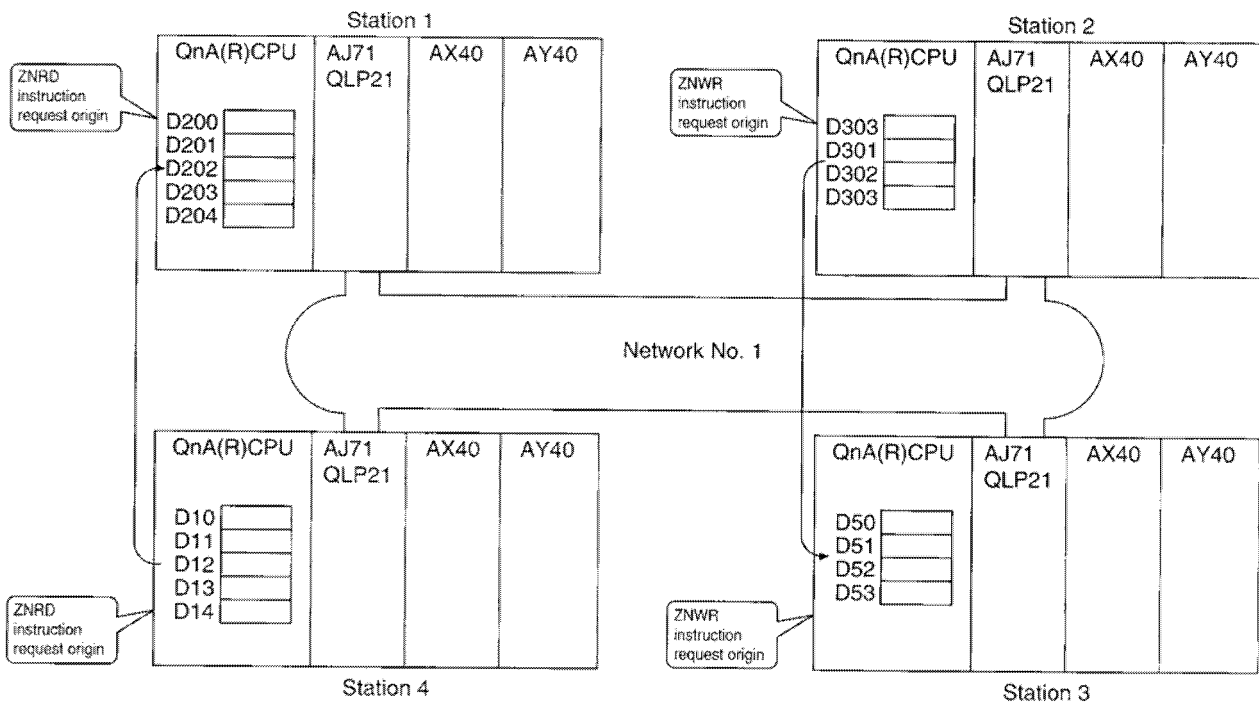 Station 1
QnA(R)CPU
AJ71
QLP21
AX40
AY40
ZNRD
instruction
request origin
D200
D201
D202
D203
D204
Station 2
QnA(R)CPU
AJ71
QLP21
AX40
AY40
ZNWR
instruction
request origin
D303
D301
D302
D303
Network No. 1
QnA(R)CPU
AJ71
QLP21
AX40
AY40
D10
D11
D12
D13
D14
ZNRD
instruction
request origin
Station 4
QnA(R)CPU
AJ71
QLP21
AX40
AY40
D50
D51
D52
D53
ZNWR
instruction
request origin
Station 3